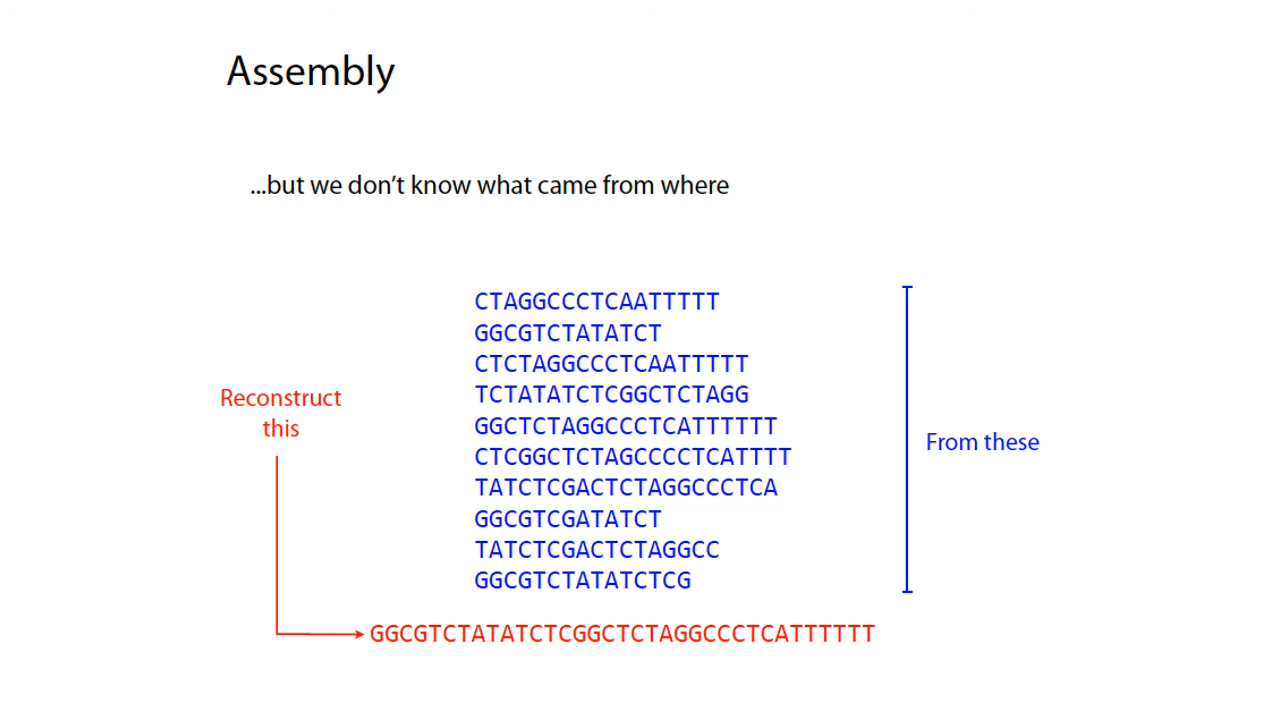 Assembly
...but we don't know what came from where
CTAGGCCCTCAATTTTT
GGCGTCTATATCT
CTCTAGGCCCTCAATTTTT
TCTATATCTCGGCTCTAGG
GGCTCTAGGCCCTCATTTTTT
CTCGGCTCTAGCCCCTCATTTT
TATCTCGACTCTAGGCCCTCA
GGCGTCGATATCT
TATCTCGACTCTAGGCC
GGCGTCTATATCTCG
Reconstruct
this
From these
GGCGTCTATATCTCGGCTCTAGGCCCTCATTTTTT